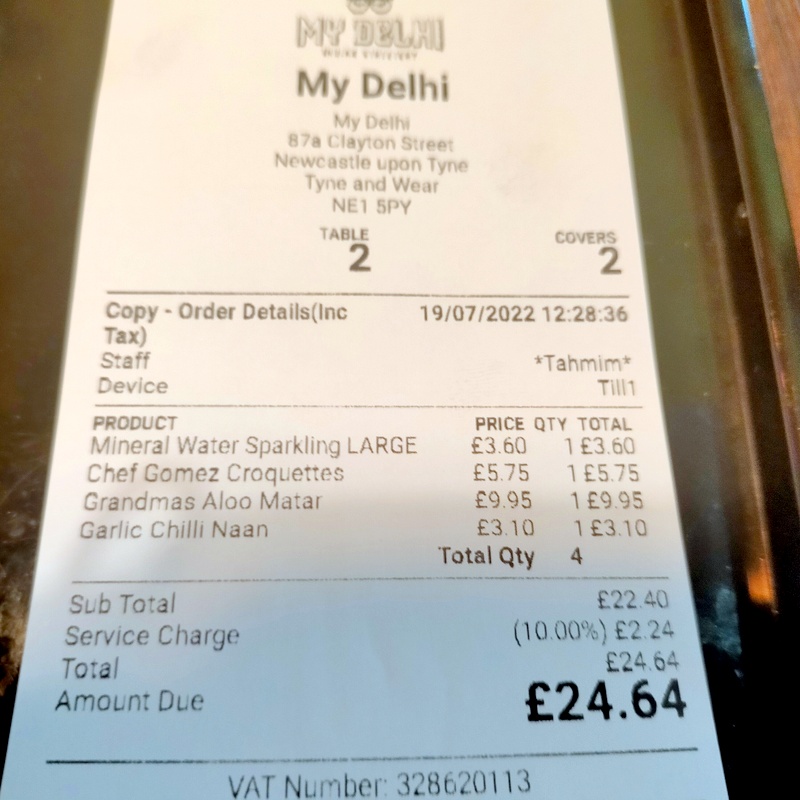 MY DELHI
My Delhi
My Delhi
87a Clayton Street
Newcastle upon Tyne
Tyne and Wear
NE1 5PY
TABLE COVERS
2 2
Copy - Order Details(Inc 19/07/2022 12:28:36
Tax)
Staff *Tahmim*
Device Till1
PRODUCT PRICE QTY TOTAL
Mineral Water Sparkling LARGE £3.60 1 £3.60
Chef Gomez Croquettes £5.75 1 £5.75
Grandmas Aloo Matar £9.95 1 £9.95
Garlic Chilli Naan £3.10 1 £3.10
Total Qty 4
Sub Total £22.40
Service Charge (10.00%) £2.24
Total £24.64
Amount Due £24.64
VAT Number: 328620113